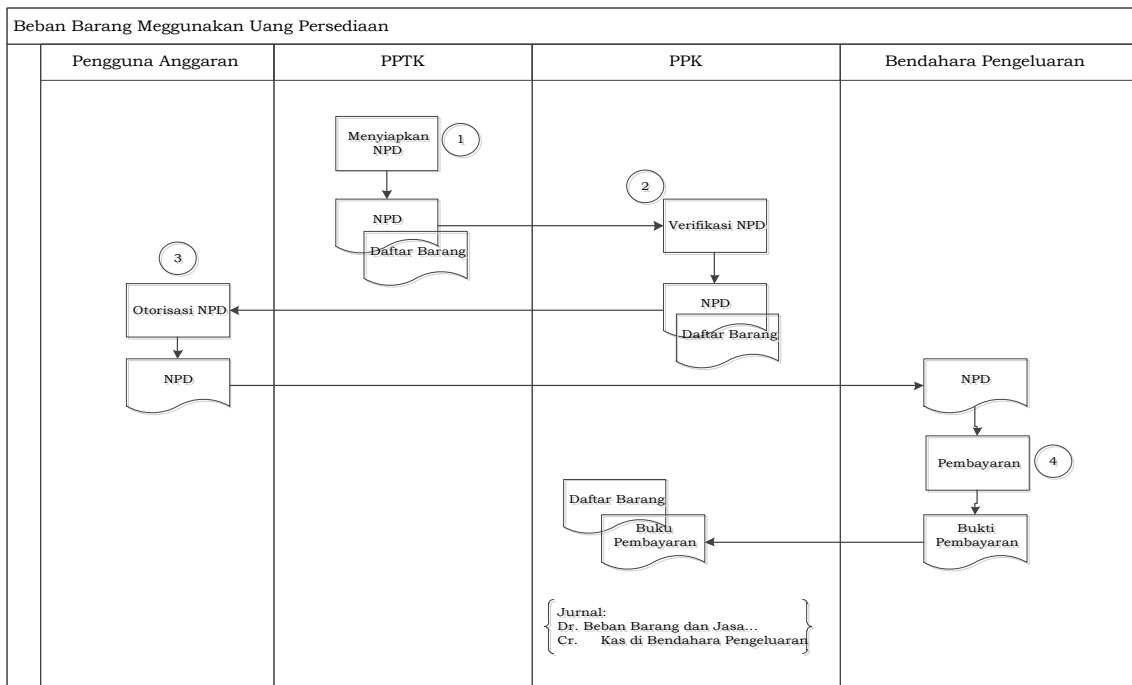 Beban Barang Meggunakan Uang Persediaan
Pengguna Anggaran
PPTK
PPK
Bendahara Pengeluaran
Menyiapkan
NPD
1
NPD
Daftar Barang
2
Verifikasi NPD
NPD
Daftar Barang
3
Otorisasi NPD
NPD
NPD
Pembayaran
4
Bukti
Pembayaran
Daftar Barang
Buku
Pembayaran
Jurnal:
Dr. Beban Barang dan Jasa...
Cr. Kas di Bendahara Pengeluaran